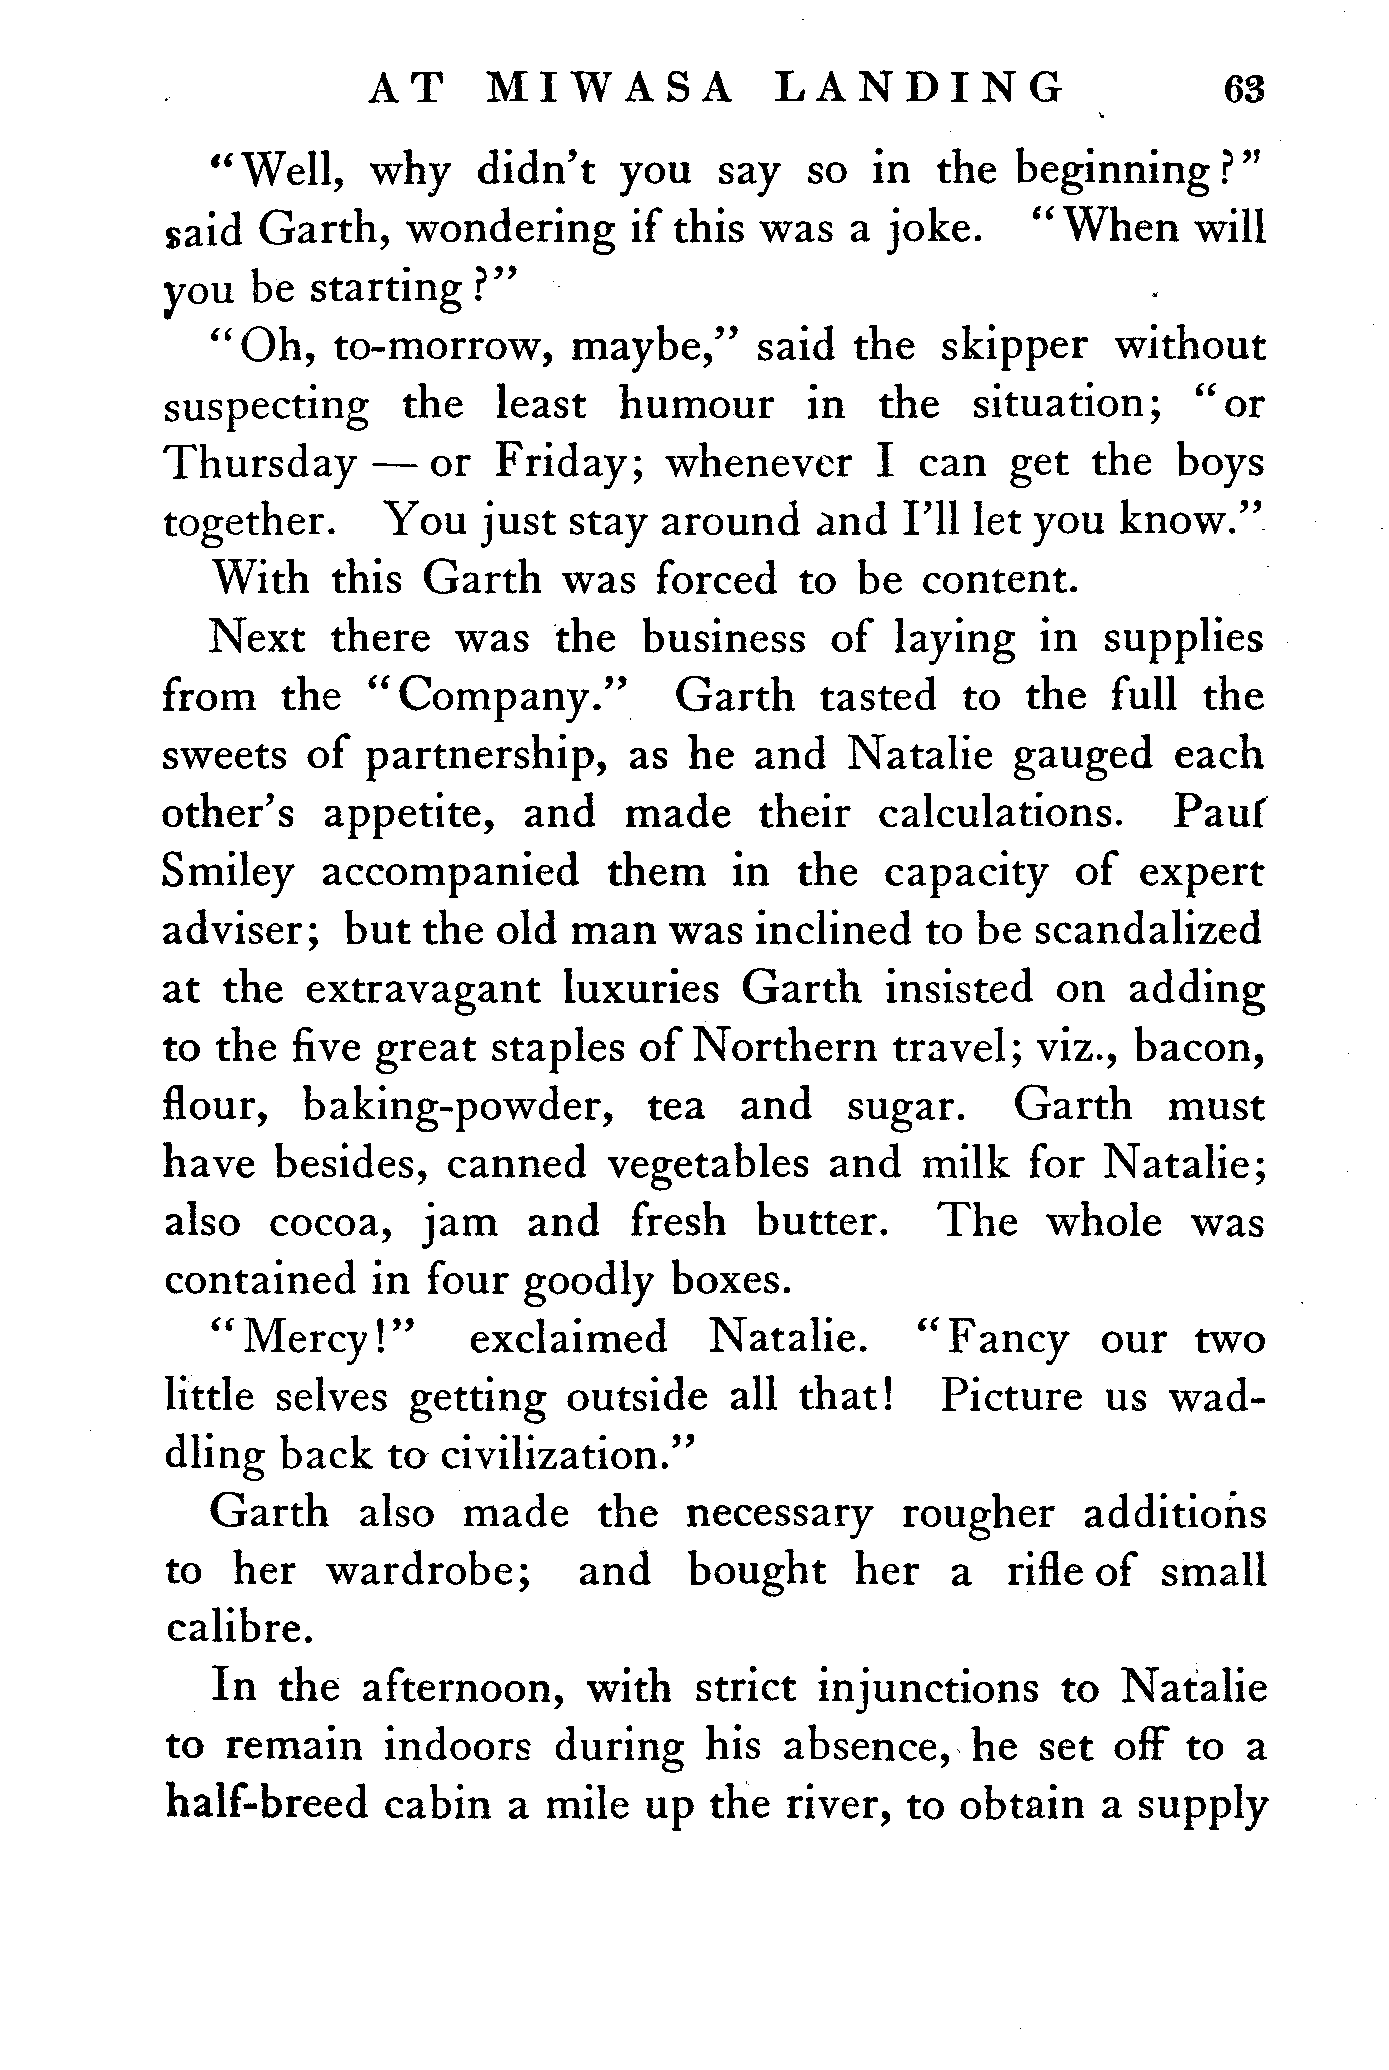 AT MIWASA LANDING 63
"Well, why didn't you say so in the beginning?"
said Garth, wondering if this was a joke. "When will
you be starting?"
"Oh, to-morrow, maybe," said the skipper without
suspecting the least humour in the situation; "or
Thursday — or Friday; whenever I can get the boys
together. You just stay around and I'll let you know."
With this Garth was forced to be content.
Next there was the business of laying in supplies
from the "Company." Garth tasted to the full the
sweets of partnership, as he and Natalie gauged each
other's appetite, and made their calculations. Paul
Smiley accompanied them in the capacity of expert
adviser; but the old man was inclined to be scandalized
at the extravagant luxuries Garth insisted on adding
to the five great staples of Northern travel; viz., bacon,
flour, baking-powder, tea and sugar. Garth must
have besides, canned vegetables and milk for Natalie;
also cocoa, jam and fresh butter. The whole was
contained in four goodly boxes.
"Mercy!" exclaimed Natalie. "Fancy our two
little selves getting outside all that! Picture us wad-
dling back to civilization."
Garth also made the necessary rougher additions
to her wardrobe; and bought her a rifle of small
calibre.
In the afternoon, with strict injunctions to Natalie
to remain indoors during his absence, he set off to a
half-breed cabin a mile up the river, to obtain a supply